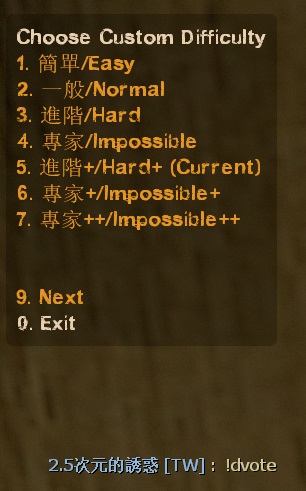 Choose Custom Difficulty
1. 簡單/Easy
2. 一般/Normal
3. 進階/Hard
4. 專家/Impossible
5. 進階+/Hard+ (Current)
6. 專家+/Impossible+
7. 專家++/Impossible++
9. Next
0. Exit
2.5次元的誘惑 [TW] : !dvote